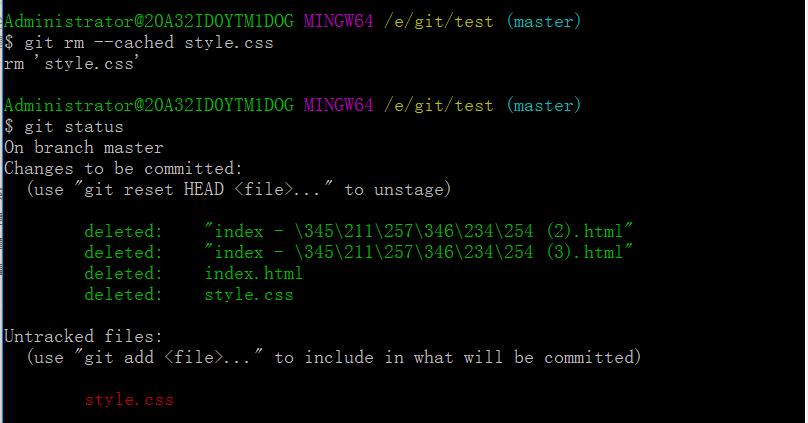 Administrator@20A32ID0YTM1DOG MINGW64 /e/git/test (master)
$ git rm --cached style.css
rm 'style.css'
Administrator@20A32ID0YTM1DOG MINGW64 /e/git/test (master)
$ git status
On branch master
Changes to be committed:
(use "git reset HEAD <file>..." to unstage)
deleted: "index - \345\211\257\346\234\254 (2).html"
deleted: "index - \345\211\257\346\234\254 (3).html"
deleted: index.html
deleted: style.css
Untracked files:
(use "git add <file>..." to include in what will be committed)
style.css